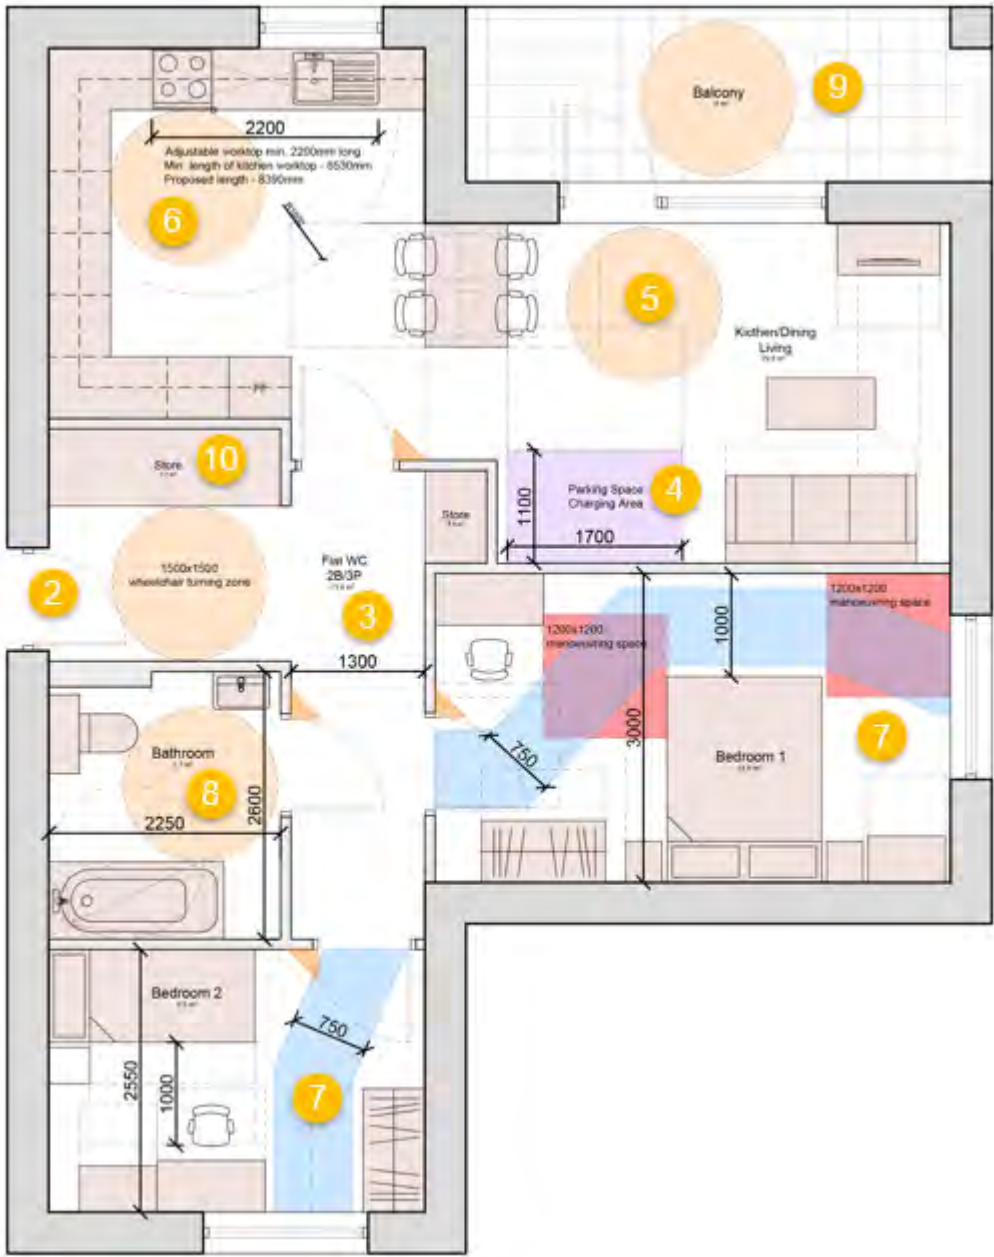 Balcony
9
2200
Adjustable worktop min. 2200mm long
Min. length of kitchen worktop - 6530mm
Proposed length - 8390mm
6
5
Kicthen/Dining
Living
FF
Store
10
Store
Parking Space
Charging Area
4
1100
1700
1500x1500
wheelchair turning zone
2
Flat WC
2B/3P
3
1300
1200x1200
manoeuvring space
1200x1200
manoeuvring space
1000
3000
750
Bedroom 1
7
Bathroom
8
2600
2250
Bedroom 2
750
2550
1000
7